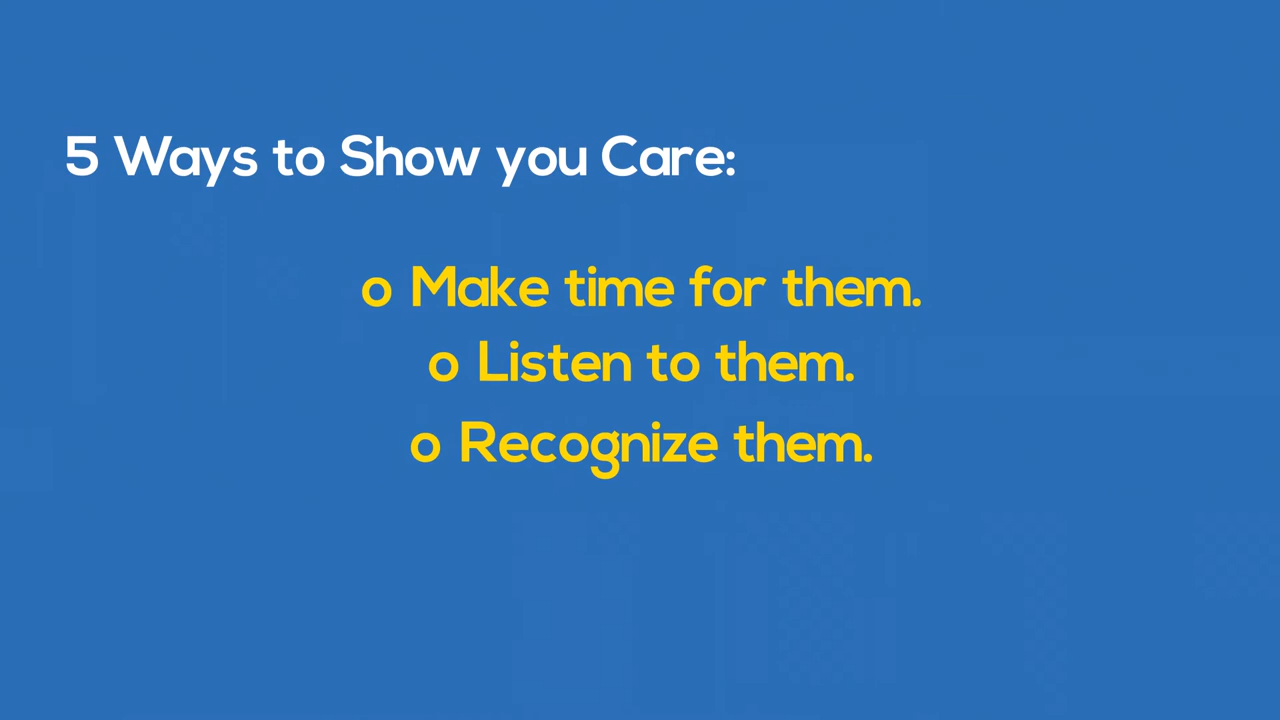 5 Ways to Show you Care:
o Make time for them.
o Listen to them.
o Recognize them.